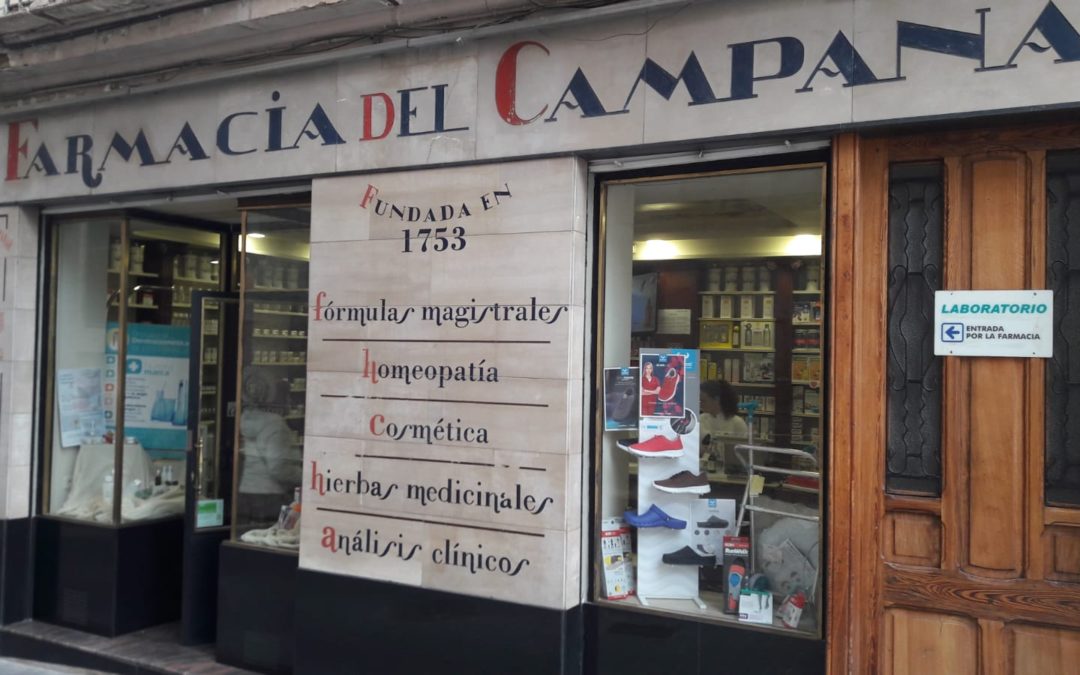 FARMACIA DEL CAMPANA
FUNDADA EN
1753
fórmulas magistrales
homeopatía
cosmética
hierbas medicinales
análisis clínicos
LABORATORIO
ENTRADA
POR LA FARMACIA